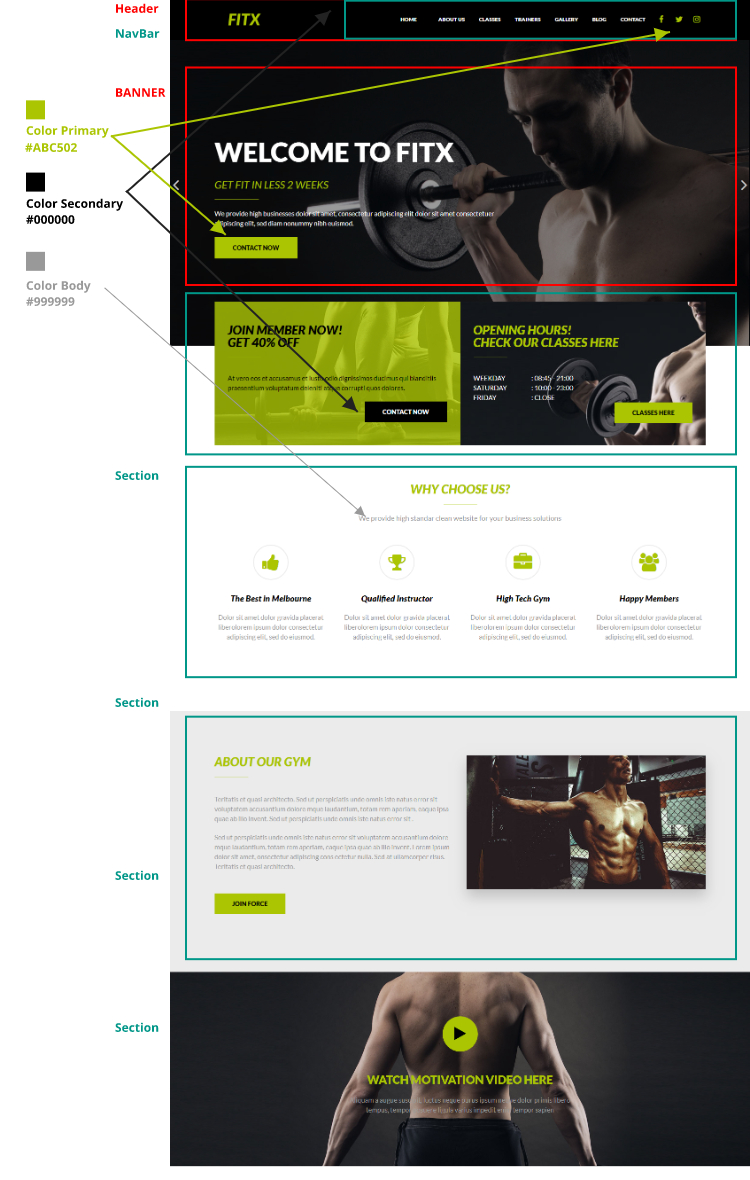 Header
NavBar
FITX
HOME ABOUT US CLASSES TRAINERS GALLERY BLOG CONTACT
BANNER
Color Primary
#ABC502
Color Secondary
#000000
Color Body
#999999
WELCOME TO FITX
GET FIT IN LESS 2 WEEKS
We provide high businesses dolor sit amet, consectetur adipiscing elit dolor sit amet consectetuer
adipiscing elit, sed diam nonummy nibh euismod.
CONTACT NOW
JOIN MEMBER NOW!
GET 40% OFF
At vero eos et accusamus et iusto odio dignissimos ducimus qui blanditiis
praesentium voluptatum deleniti atque corrupti quos dolores.
CONTACT NOW
OPENING HOURS!
CHECK OUR CLASSES HERE
WEEKDAY : 08:45 - 21:00
SATURDAY : 10:00 - 23:00
FRIDAY : CLOSE
CLASSES HERE
Section
WHY CHOOSE US?
We provide high standar clean website for your business solutions
The Best in Melbourne
Dolor sit amet dolor gravida placerat
liberolorem ipsum dolor consectetur
adipiscing elit, sed do eiusmod.
Qualified Instructor
Dolor sit amet dolor gravida placerat
liberolorem ipsum dolor consectetur
adipiscing elit, sed do eiusmod.
High Tech Gym
Dolor sit amet dolor gravida placerat
liberolorem ipsum dolor consectetur
adipiscing elit, sed do eiusmod.
Happy Members
Dolor sit amet dolor gravida placerat
liberolorem ipsum dolor consectetur
adipiscing elit, sed do eiusmod.
Section
ABOUT OUR GYM
Teritatis et quasi architecto. Sed ut perspiciatis unde omnis iste natus error sit
voluptatem accusantium dolore mque laudantium, totam rem aperiam, eaque ipsa
quae ab illo invent. Sed ut perspiciatis unde omnis iste natus error sit .
Sed ut perspiciatis unde omnis iste natus error sit voluptatem accusantium dolore
mque laudantium, totam rem aperiam, eaque ipsa quae ab illo invent. Lorem ipsum
dolor sit amet, onsectetur adipiscing cons ectetur nulla. Sed at ullamcorper risus.
Teritatis et quasi architecto.
Section
JOIN FORCE
Section
WATCH MOTIVATION VIDEO HERE